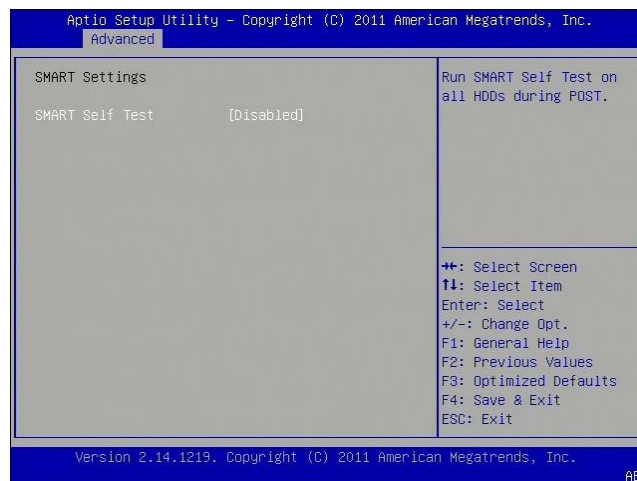 Aptio Setup Utility – Copyright (C) 2011 American Megatrends, Inc.
Advanced
SMART Settings
SMART Self Test [Disabled]
Run SMART Self Test on
all HDDs during POST.
→←: Select Screen
↑↓: Select Item
Enter: Select
+/-: Change Opt.
F1: General Help
F2: Previous Values
F3: Optimized Defaults
F4: Save & Exit
ESC: Exit
Version 2.14.1219. Copyright (C) 2011 American Megatrends, Inc.